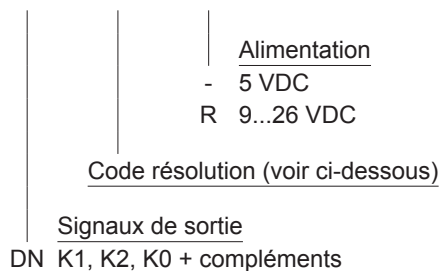 Alimentation
- 5 VDC
R 9...26 VDC
Code résolution (voir ci-dessous)
Signaux de sortie
DN K1, K2, K0 + compléments